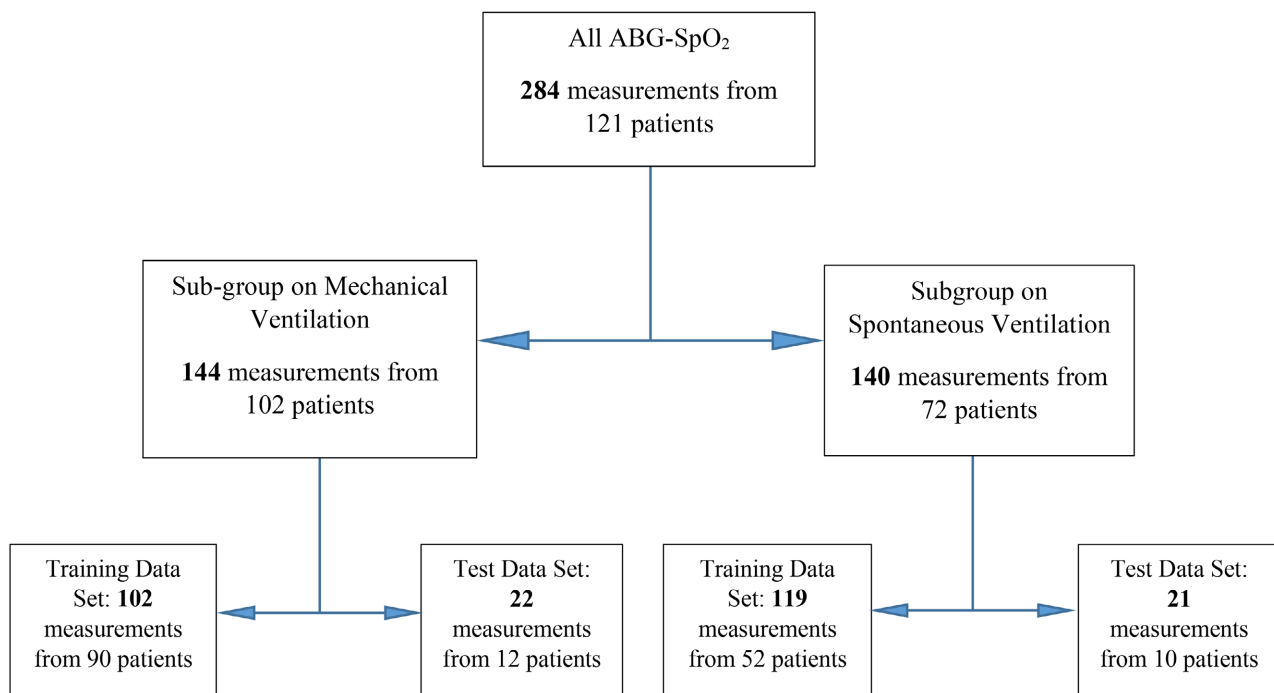 All ABG-SpO₂
284 measurements from
121 patients
Sub-group on Mechanical
Ventilation
144 measurements from
102 patients
Subgroup on
Spontaneous Ventilation
140 measurements from
72 patients
Training Data
Set: 102
measurements
from 90 patients
Test Data Set:
22
measurements
from 12 patients
Training Data
Set: 119
measurements
from 52 patients
Test Data Set:
21
measurements
from 10 patients